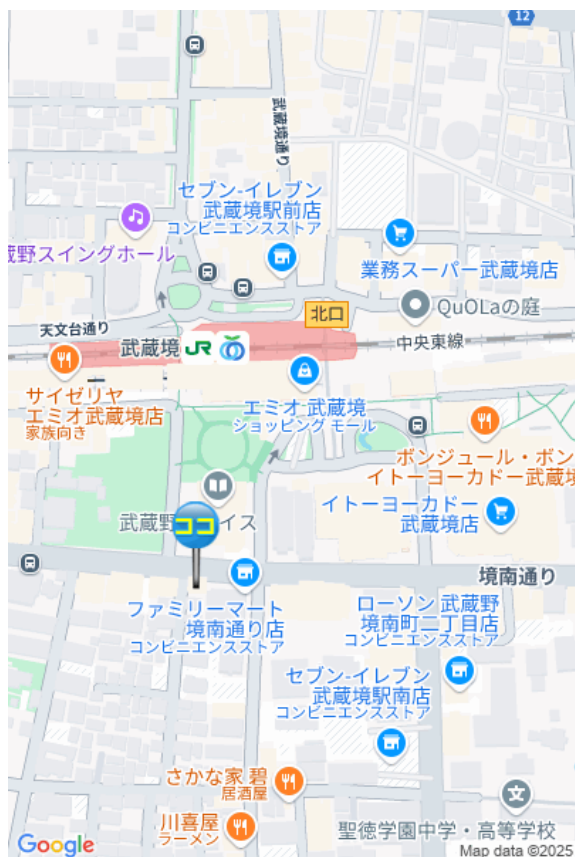 12
武蔵境通り
セブン-イレブン
武蔵境駅前店
コンビニエンスストア
蔵野スイングホール
業務スーパー武蔵境店
北口
QuOLaの庭
天文台通り
武蔵境
JR
中央東線
サイゼリヤ
エミオ武蔵境店
家族向き
エミオ 武蔵境
ショッピング モール
ボンジュール・ボン
イトーヨーカドー武蔵境
イトーヨーカドー
武蔵境店
武蔵野
イス
ココ
境南通り
ファミリーマート
境南通り店
コンビニエンスストア
ローソン 武蔵野
境南町二丁目店
コンビニエンスストア
セブン-イレブン
武蔵境駅南店
コンビニエンスストア
さかな家 碧
居酒屋
川喜屋
ラーメン
聖徳学園中学・高等学校
Google
Map data ©2025